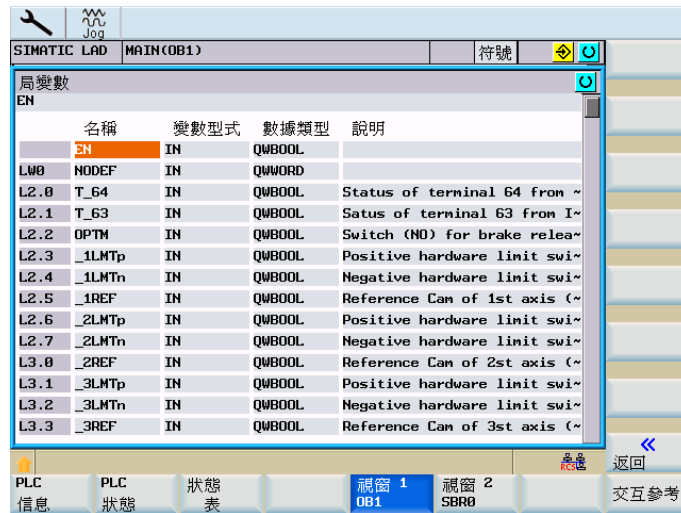 Jog
SIMATIC LAD MAIN(OB1) 符號
局變數
EN
名稱 變數型式 數據類型 說明
EN IN QWBOOL
LW0 NODEF IN QWWORD
L2.0 T_64 IN QWBOOL Status of terminal 64 from ~
L2.1 T_63 IN QWBOOL Satus of terminal 63 from I~
L2.2 OPTM IN QWBOOL Switch (NO) for brake relea~
L2.3 _1LMTp IN QWBOOL Positive hardware limit swi~
L2.4 _1LMTn IN QWBOOL Negative hardware limit swi~
L2.5 _1REF IN QWBOOL Reference Cam of 1st axis (~
L2.6 _2LMTp IN QWBOOL Positive hardware limit swi~
L2.7 _2LMTn IN QWBOOL Negative hardware limit swi~
L3.0 _2REF IN QWBOOL Reference Cam of 2st axis (~
L3.1 _3LMTp IN QWBOOL Positive hardware limit swi~
L3.2 _3LMTn IN QWBOOL Negative hardware limit swi~
L3.3 _3REF IN QWBOOL Reference Cam of 3st axis (~
RCS
返回
PLC 信息
PLC 狀態
狀態表
視窗 1 OB1
視窗 2 SBR0
交互參考